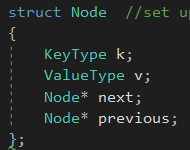 struct Node //set up
{
KeyType k;
ValueType v;
Node* next;
Node* previous;
};